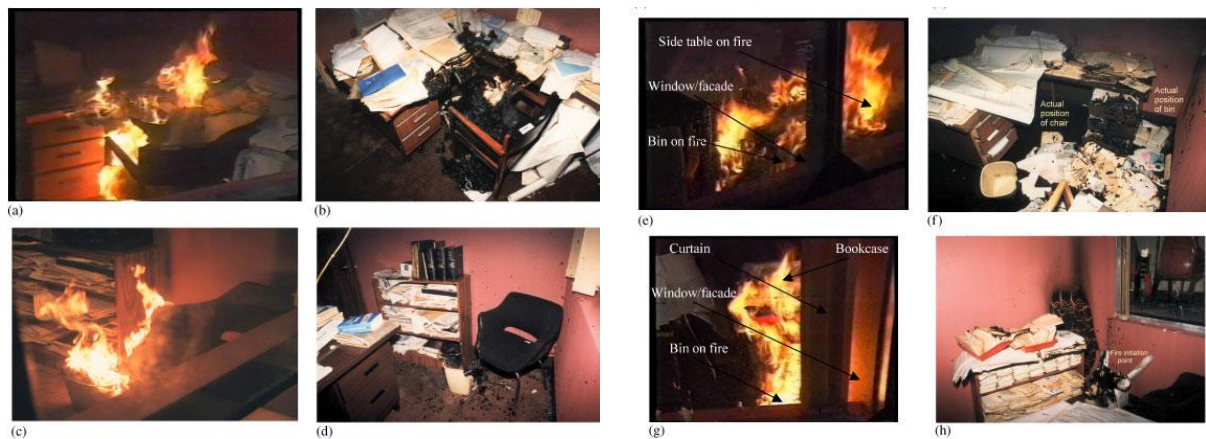 (a)
(b)
(c)
(d)
Side table on fire
Window/facade
Bin on fire
(e)
Actual
position
of chair
Actual
position
of bin
(f)
Curtain
Bookcase
Window/facade
Bin on fire
(g)
Fire initiation
point
(h)